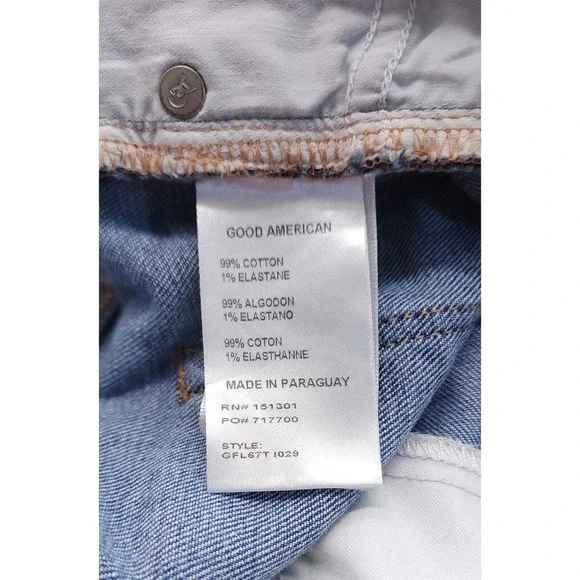 GOOD AMERICAN
99% COTTON
1% ELASTANE
99% ALGODON
1% ELASTANO
99% COTON
1% ELASTHANNE
MADE IN PARAGUAY
RN# 151301
PO# 717700
STYLE:
GFL67T I029